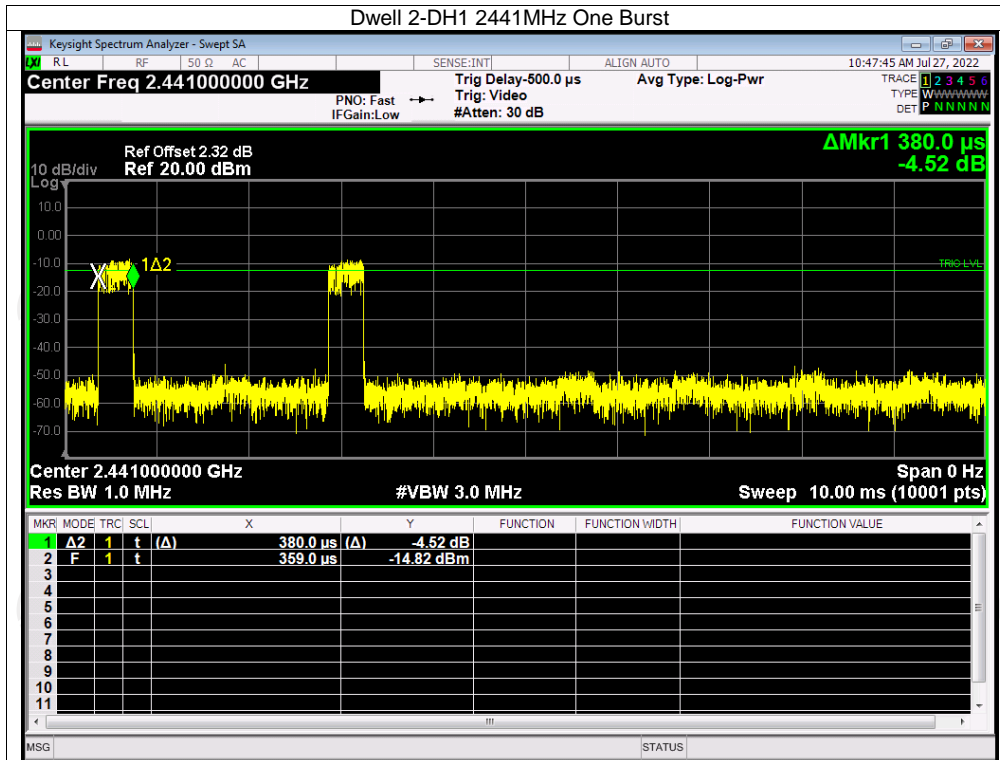 Dwell 2-DH1 2441MHz One Burst
Keysight Spectrum Analyzer - Swept SA
RL RF 50 Ω AC SENSE:INT ALIGN AUTO 10:47:45 AM Jul 27, 2022
Center Freq 2.441000000 GHz Trig Delay-500.0 µs Avg Type: Log-Pwr TRACE 1 2 3 4 5 6
PNO: Fast Trig: Video TYPE WWWWWWW
IFGain:Low #Atten: 30 dB DET P N N N N N
ΔMkr1 380.0 µs
-4.52 dB
Ref Offset 2.32 dB
10 dB/div Ref 20.00 dBm
Log
10.0
0.00
-10.0 1Δ2 TRIG LVL
-20.0
-30.0
-40.0
-50.0
-60.0
-70.0
Center 2.441000000 GHz Span 0 Hz
Res BW 1.0 MHz #VBW 3.0 MHz Sweep 10.00 ms (10001 pts)
MKR MODE TRC SCL X Y FUNCTION FUNCTION WIDTH FUNCTION VALUE
1 Δ2 1 t (Δ) 380.0 µs (Δ) -4.52 dB
2 F 1 t 359.0 µs -14.82 dBm
3
4
5
6
7
8
9
10
11
MSG STATUS